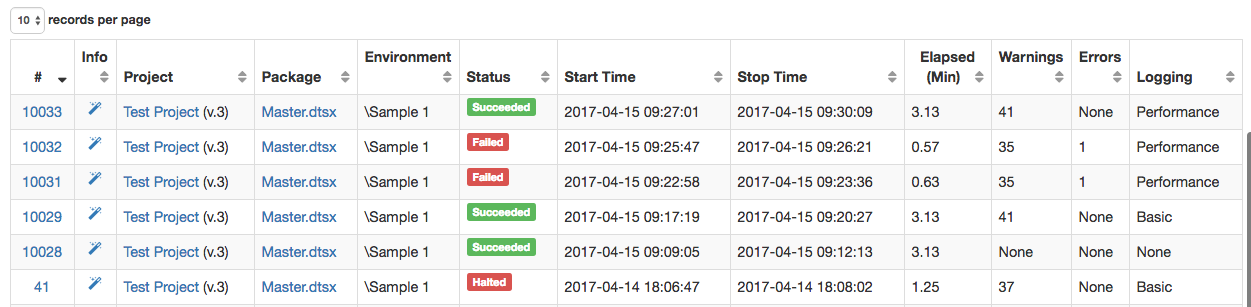 10 records per page
# Info Project Package Environment Status Start Time Stop Time Elapsed (Min) Warnings Errors Logging
10033 Test Project (v.3) Master.dtsx \Sample 1 Succeeded 2017-04-15 09:27:01 2017-04-15 09:30:09 3.13 41 None Performance
10032 Test Project (v.3) Master.dtsx \Sample 1 Failed 2017-04-15 09:25:47 2017-04-15 09:26:21 0.57 35 1 Performance
10031 Test Project (v.3) Master.dtsx \Sample 1 Failed 2017-04-15 09:22:58 2017-04-15 09:23:36 0.63 35 1 Performance
10029 Test Project (v.3) Master.dtsx \Sample 1 Succeeded 2017-04-15 09:17:19 2017-04-15 09:20:27 3.13 41 None Basic
10028 Test Project (v.3) Master.dtsx \Sample 1 Succeeded 2017-04-15 09:09:05 2017-04-15 09:12:13 3.13 None None None
41 Test Project (v.3) Master.dtsx \Sample 1 Halted 2017-04-14 18:06:47 2017-04-14 18:08:02 1.25 37 None Basic